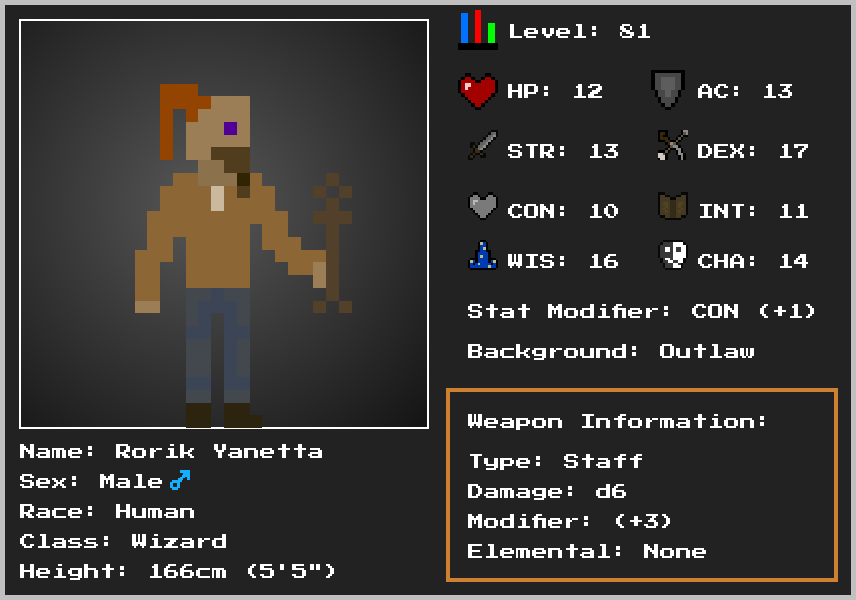 Level: 81
HP: 12
AC: 13
STR: 13
DEX: 17
CON: 10
INT: 11
WIS: 16
CHA: 14
Stat Modifier: CON (+1)
Background: Outlaw
Weapon Information:
Type: Staff
Damage: d6
Modifier: (+3)
Elemental: None
Name: Rorik Yanetta
Sex: Male♂
Race: Human
Class: Wizard
Height: 166cm (5'5")